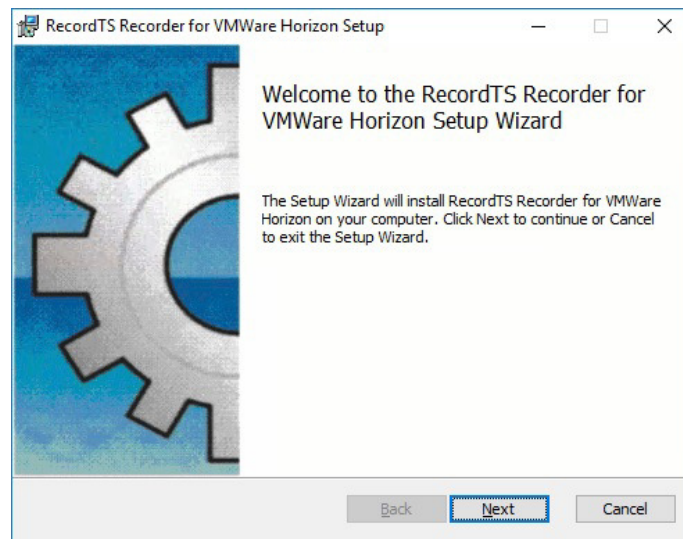 RecordTS Recorder for VMWare Horizon Setup
Welcome to the RecordTS Recorder for
VMWare Horizon Setup Wizard
The Setup Wizard will install RecordTS Recorder for VMWare
Horizon on your computer. Click Next to continue or Cancel
to exit the Setup Wizard.
Back Next Cancel